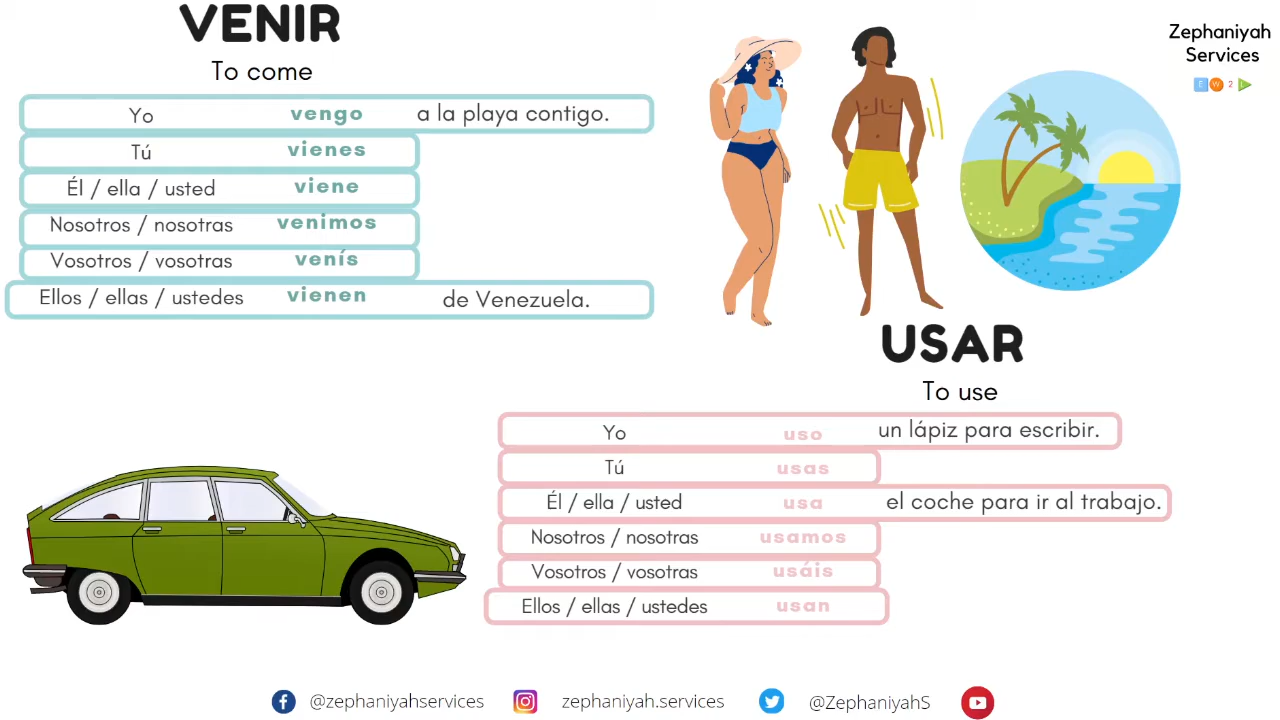 VENIR
To come
Zephaniyah
Services
E W 2 L
Yo vengo a la playa contigo.
Tú vienes
Él / ella / usted viene
Nosotros / nosotras venimos
Vosotros / vosotras venís
Ellos / ellas / ustedes vienen de Venezuela.
USAR
To use
Yo uso un lápiz para escribir.
Tú usas
Él / ella / usted usa el coche para ir al trabajo.
Nosotros / nosotras usamos
Vosotros / vosotras usáis
Ellos / ellas / ustedes usan
@zephaniyahservices zephaniyah.services @ZephaniyahS